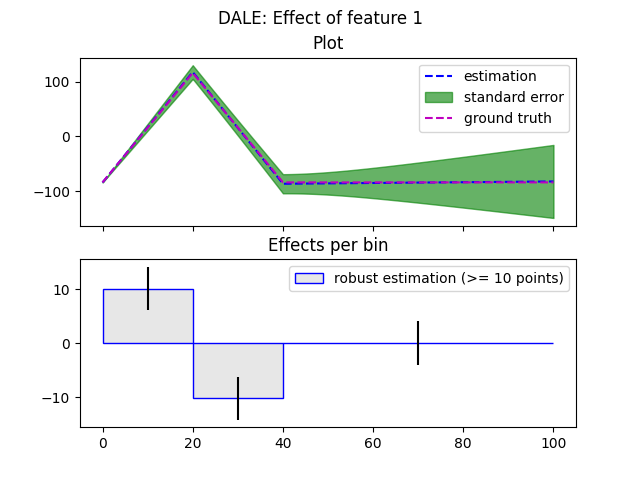 DALE: Effect of feature 1
Plot
estimation
standard error
ground truth
100
0
−100
Effects per bin
robust estimation (>= 10 points)
10
0
−10
0 20 40 60 80 100